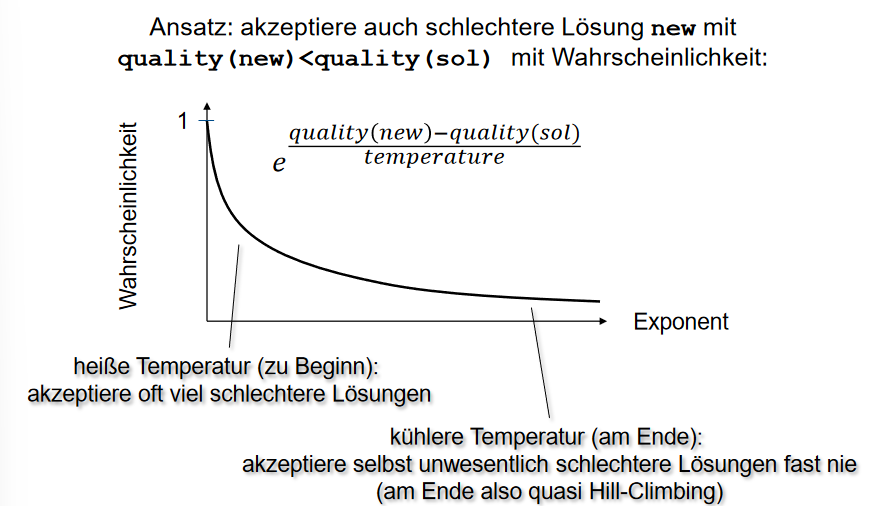 Ansatz: akzeptiere auch schlechtere Lösung new mit
quality(new)<quality(sol) mit Wahrscheinlichkeit:
1
Wahrscheinlichkeit
e^{\frac{quality(new)-quality(sol)}{temperature}}
Exponent
heiße Temperatur (zu Beginn):
akzeptiere oft viel schlechtere Lösungen
kühlere Temperatur (am Ende):
akzeptiere selbst unwesentlich schlechtere Lösungen fast nie
(am Ende also quasi Hill-Climbing)